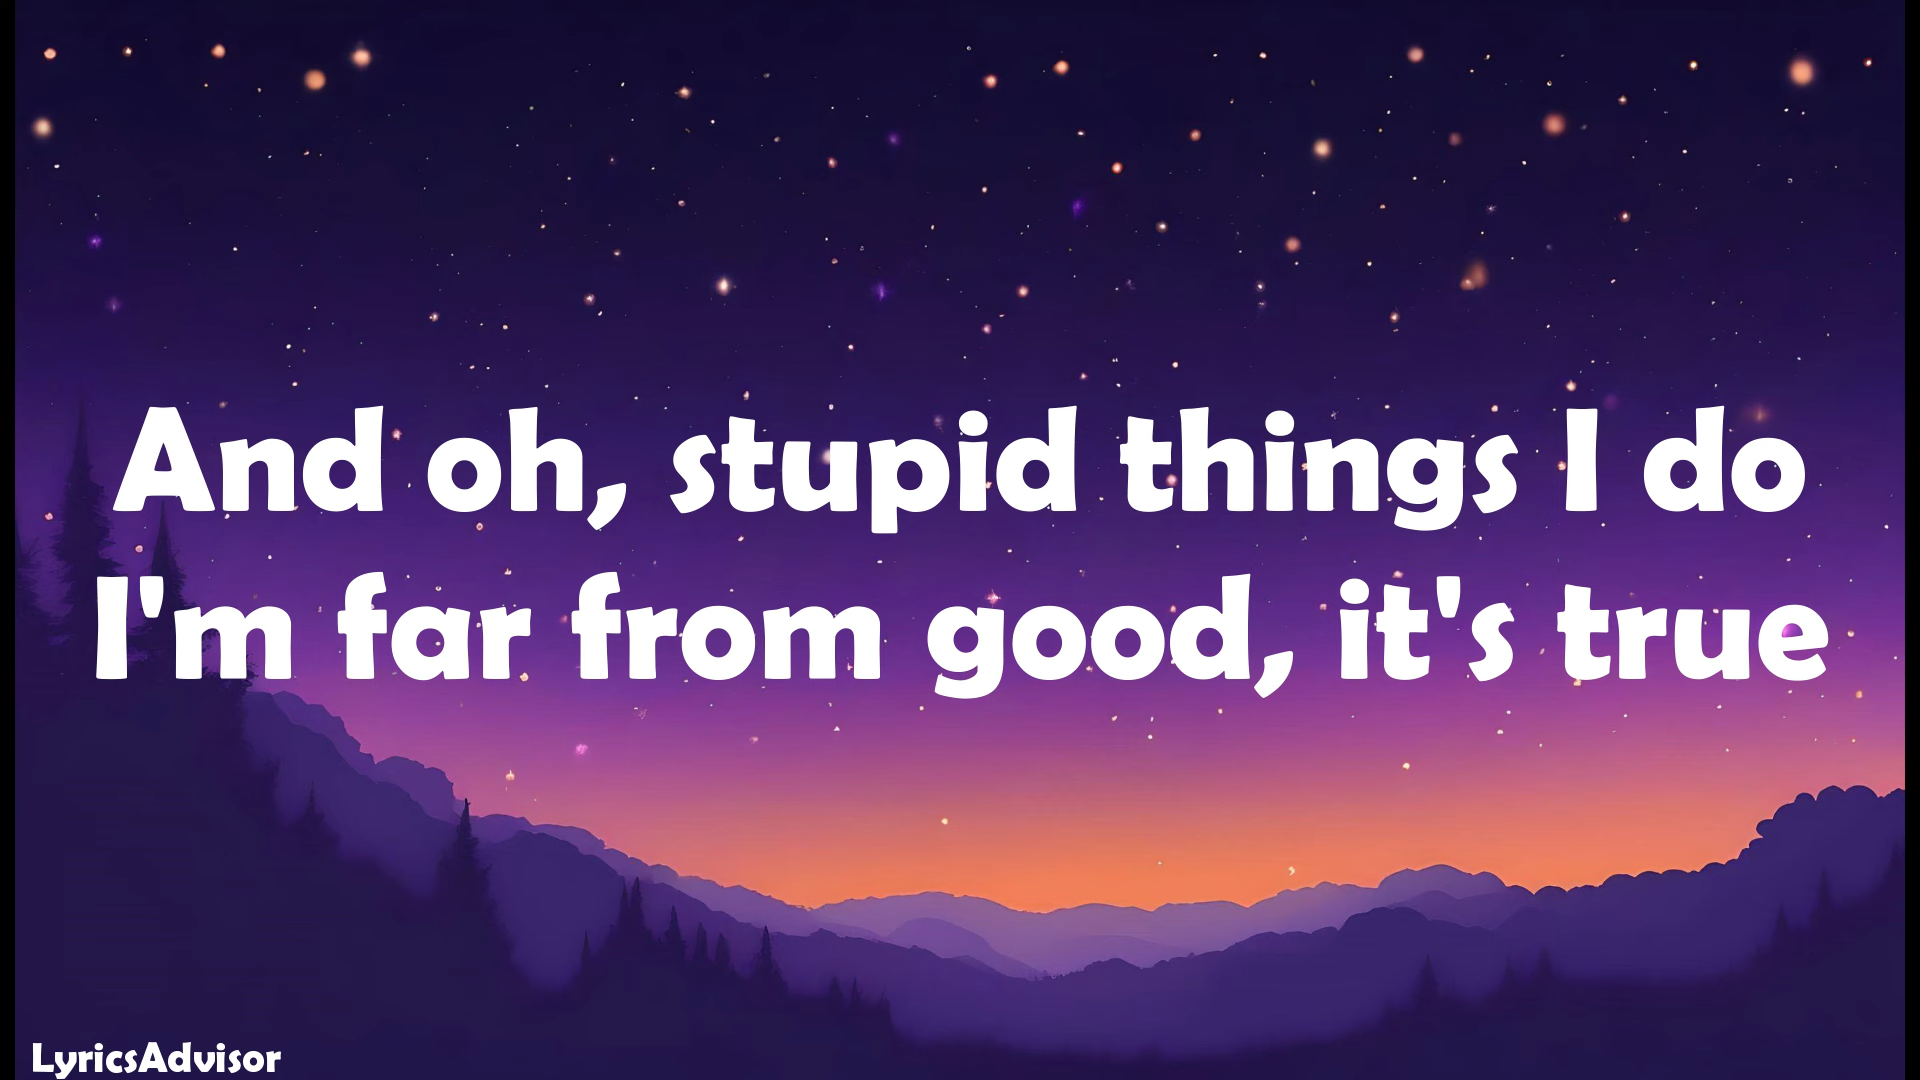 And oh, stupid things I do
I'm far from good, it's true
LyricsAdvisor